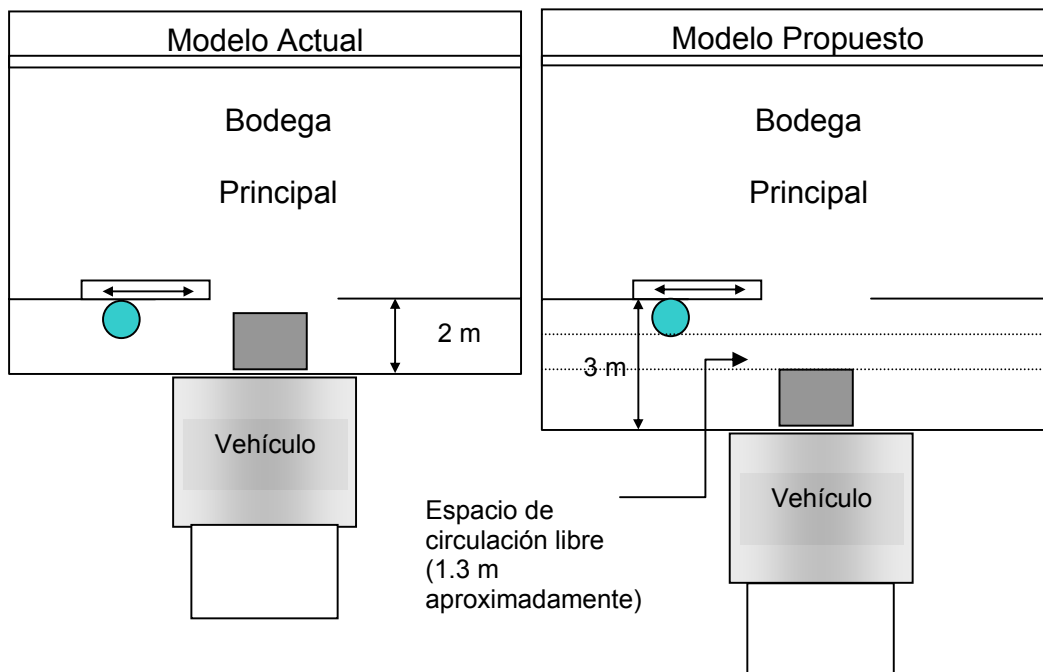 Modelo Actual
Bodega
Principal
2 m
Vehículo
Modelo Propuesto
Bodega
Principal
3 m
Vehículo
Espacio de
circulación libre
(1.3 m
aproximadamente)